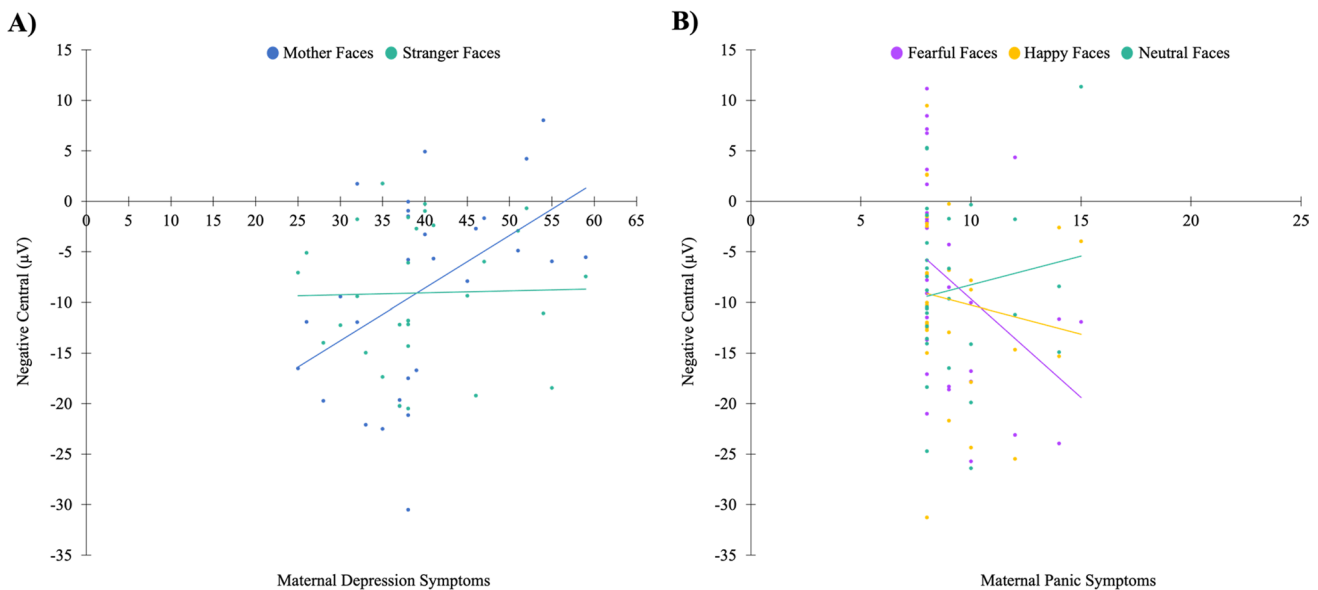 A)
Mother Faces Stranger Faces
15
10
5
0
-5
-10
-15
-20
-25
-30
-35
0 5 10 15 20 25 30 35 40 45 50 55 60 65
Negative Central (µV)
Maternal Depression Symptoms
B)
Fearful Faces Happy Faces Neutral Faces
15
10
5
0
-5
-10
-15
-20
-25
-30
-35
0 5 10 15 20 25
Negative Central (µV)
Maternal Panic Symptoms